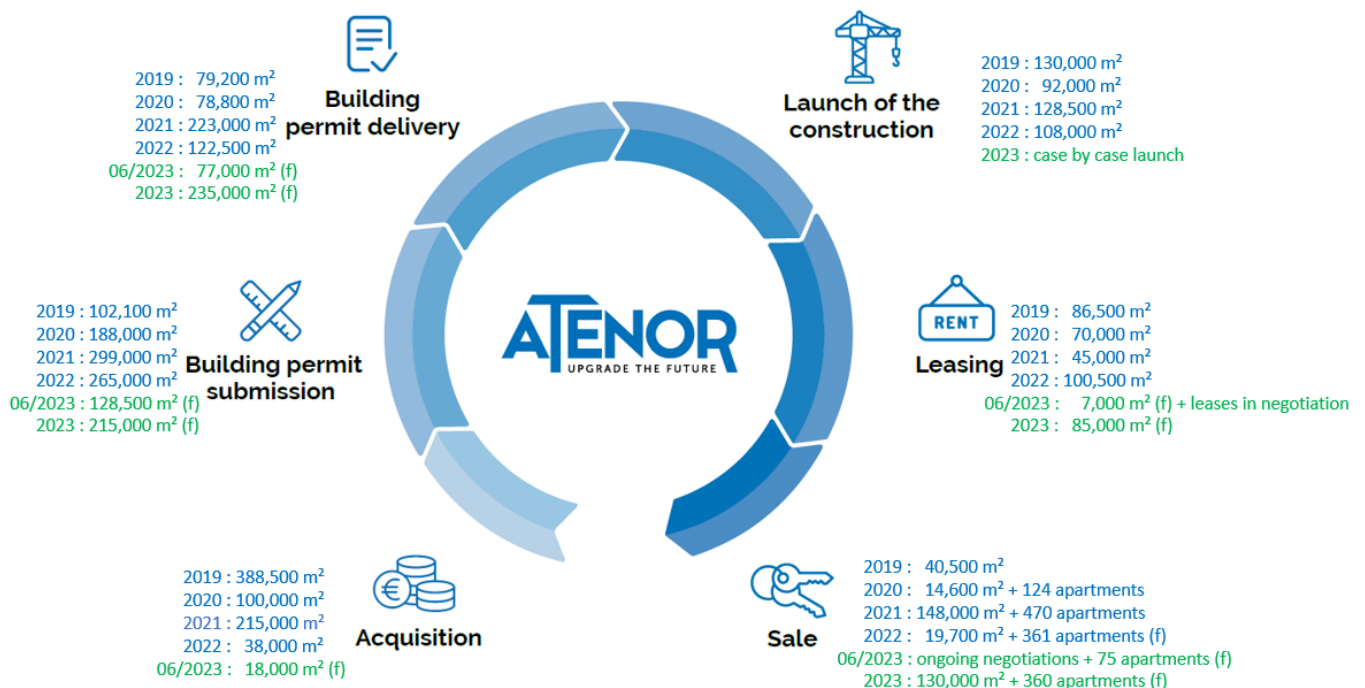 2019 : 79,200 m²
2020 : 78,800 m²
2021 : 223,000 m²
2022 : 122,500 m²
06/2023 : 77,000 m² (f)
2023 : 235,000 m² (f)
Building
permit delivery
Launch of the
construction
2019 : 130,000 m²
2020 : 92,000 m²
2021 : 128,500 m²
2022 : 108,000 m²
2023 : case by case launch
2019 : 102,100 m²
2020 : 188,000 m²
2021 : 299,000 m²
2022 : 265,000 m²
06/2023 : 128,500 m² (f)
2023 : 215,000 m² (f)
Building permit
submission
ATENOR
UPGRADE THE FUTURE
RENT
Leasing
2019 : 86,500 m²
2020 : 70,000 m²
2021 : 45,000 m²
2022 : 100,500 m²
06/2023 : 7,000 m² (f) + leases in negotiation
2023 : 85,000 m² (f)
2019 : 388,500 m²
2020 : 100,000 m²
2021 : 215,000 m²
2022 : 38,000 m²
06/2023 : 18,000 m² (f)
€
Acquisition
Sale
2019 : 40,500 m²
2020 : 14,600 m² + 124 apartments
2021 : 148,000 m² + 470 apartments
2022 : 19,700 m² + 361 apartments (f)
06/2023 : ongoing negotiations + 75 apartments (f)
2023 : 130,000 m² + 360 apartments (f)